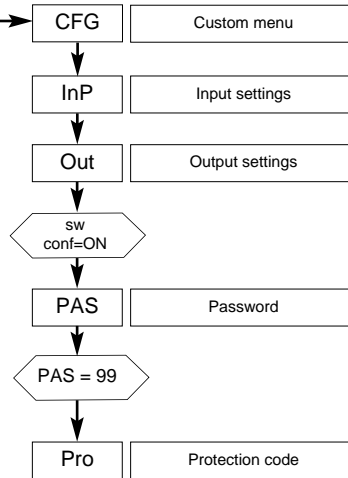 CFG Custom menu
InP Input settings
Out Output settings
sw
conf=ON
PAS Password
PAS = 99
Pro Protection code